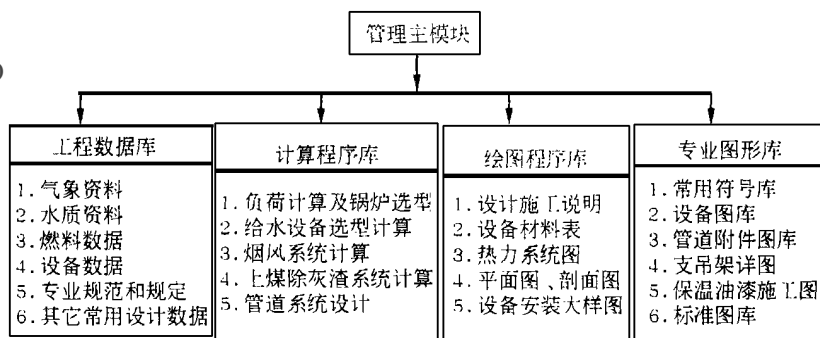 管理主模块
工程数据库
1. 气象资料
2. 水质资料
3. 燃料数据
4. 设备数据
5. 专业规范和规定
6. 其它常用设计数据
计算程序库
1. 负荷计算及锅炉选型
2. 给水设备选型计算
3. 烟风系统计算
4. 上煤除灰渣系统计算
5. 管道系统设计
绘图程序库
1. 设计施工说明
2. 设备材料表
3. 热力系统图
4. 平面图、剖面图
5. 设备安装大样图
专业图形库
1. 常用符号库
2. 设备图库
3. 管道附件图库
4. 支吊架详图
5. 保温油漆施工图
6. 标准图库